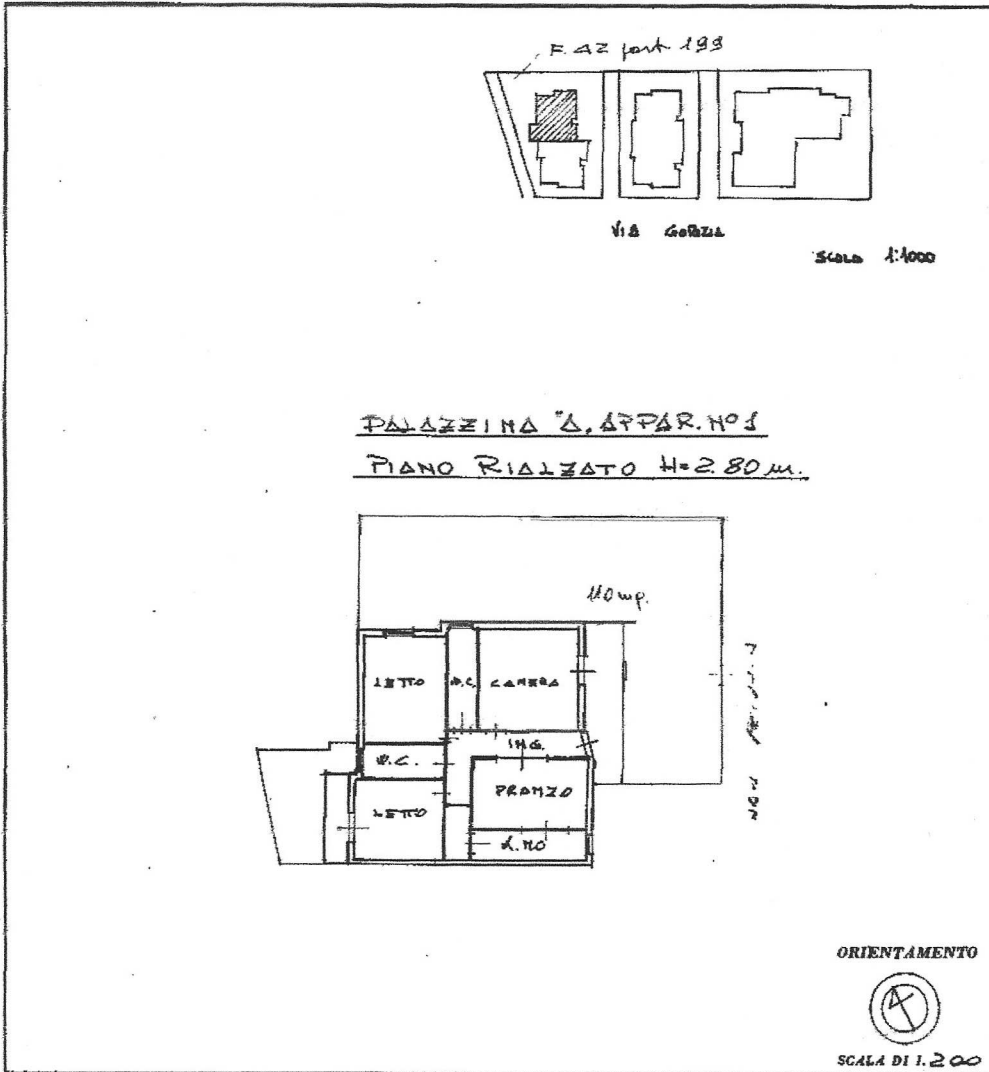 F. 42 part. 199
VIA GORIZIA
SCALA 1:1000
PALAZZINA "A, APPAR. Nº 1
PIANO RIALZATO H=2.80 m.
110 mq.
LETTO
W.C.
CAMERA
ING.
W.C.
PRANZO
LETTO
ORIENTAMENTO
SCALA DI 1.200